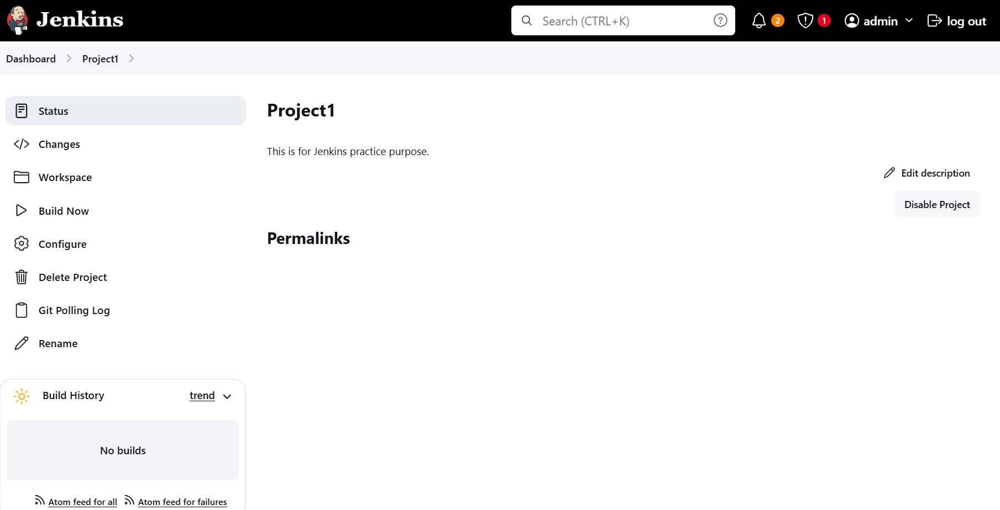 Jenkins
Search (CTRL+K)
2
1
admin
log out
Dashboard
Project1
Status
Changes
Workspace
Build Now
Configure
Delete Project
Git Polling Log
Rename
Build History
trend
No builds
Atom feed for all
Atom feed for failures
Project1
This is for Jenkins practice purpose.
Edit description
Disable Project
Permalinks